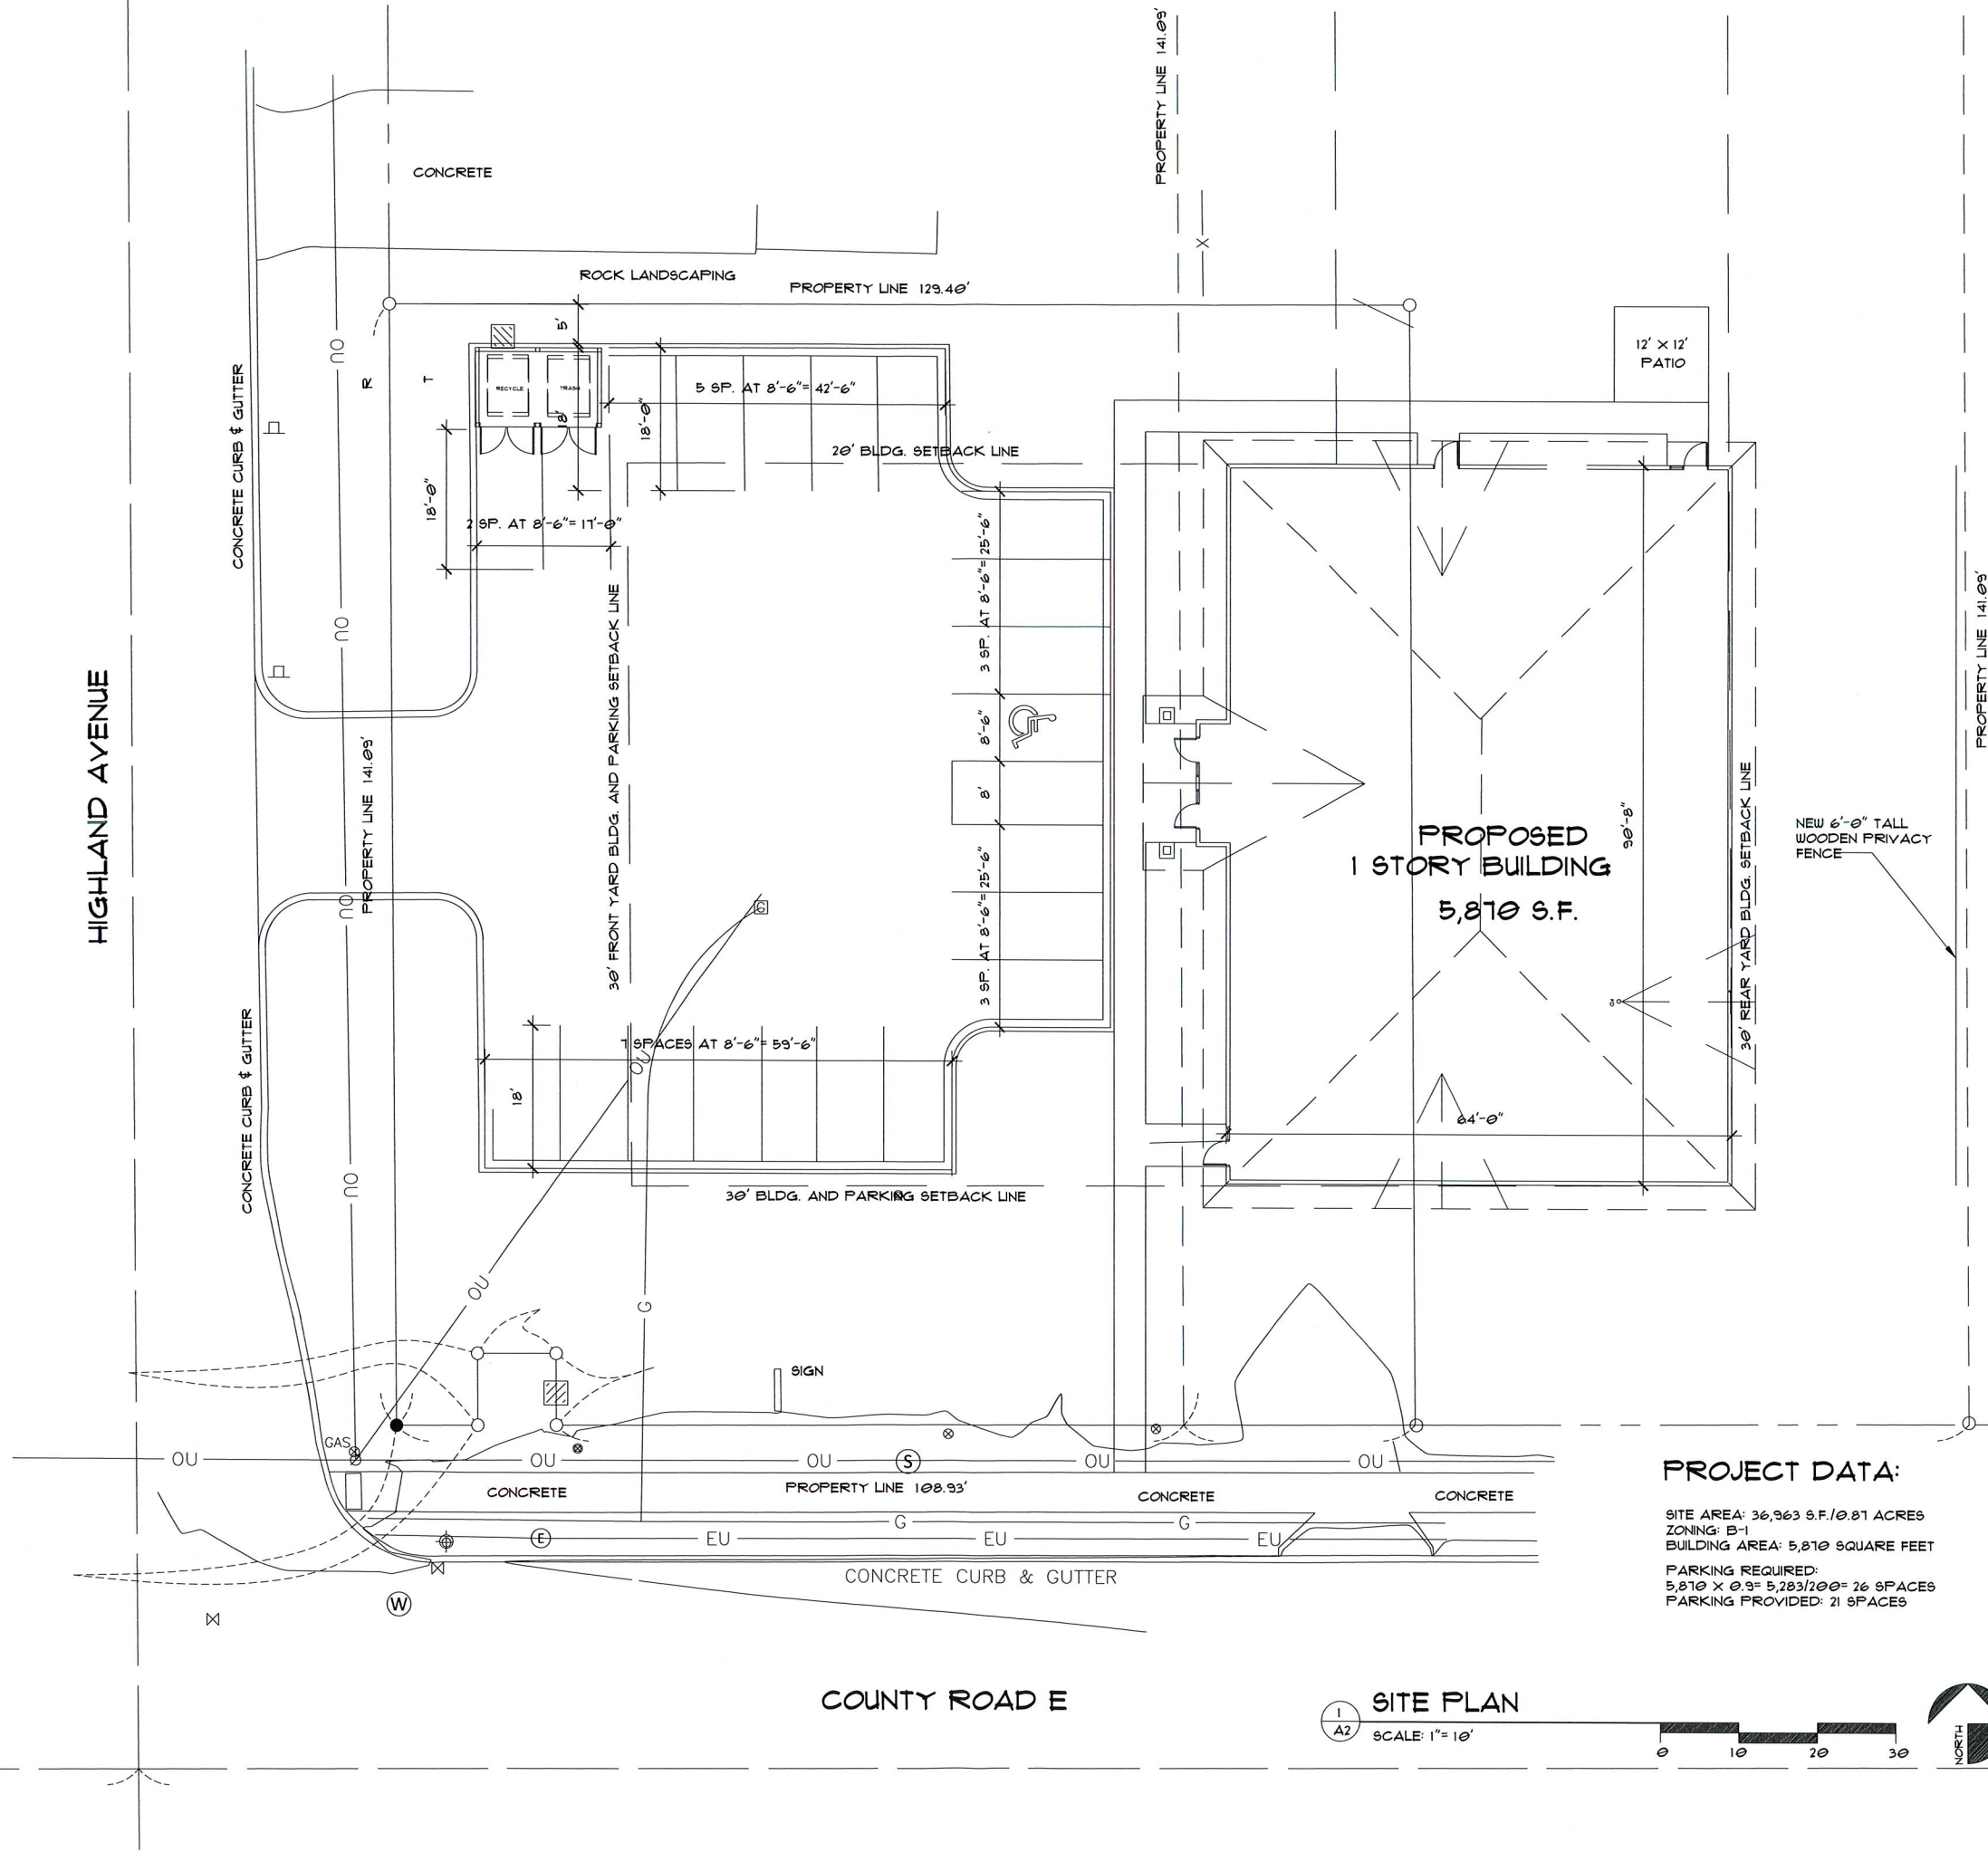 PROPERTY LINE 141.09'
CONCRETE
X
ROCK LANDSCAPING
PROPERTY LINE 129.40'
5'
OU
CONCRETE CURB & GUTTER
R
T
RECYCLE
TRASH
18'
18'-0"
5 SP. AT 8'-6"= 42'-6"
12' X 12'
PATIO
20' BLDG. SETBACK LINE
18'-0"
2 SP. AT 8'-6"= 17'-0"
3 SP. AT 8'-6"= 25'-6"
OU
30' FRONT YARD BLDG. AND PARKING SETBACK LINE
PROPERTY LINE 141.09'
HIGHLAND AVENUE
PROPERTY LINE 141.09'
8'-6"
8'
3 SP. AT 8'-6"= 25'-6"
PROPOSED
1 STORY BUILDING
5,870 S.F.
90'-8"
30' REAR YARD BLDG. SETBACK LINE
NEW 6'-0" TALL
WOODEN PRIVACY
FENCE
OU
G
CONCRETE CURB & GUTTER
7 SPACES AT 8'-6"= 59'-6"
OU
18'
64'-0"
OU
30' BLDG. AND PARKING SETBACK LINE
OU
G
SIGN
GAS
OU
OU
OU
S
OU
OU
CONCRETE
PROPERTY LINE 108.93'
CONCRETE
CONCRETE
G
G
E
EU
EU
EU
CONCRETE CURB & GUTTER
W
PROJECT DATA:
SITE AREA: 36,963 S.F./0.87 ACRES
ZONING: B-1
BUILDING AREA: 5,870 SQUARE FEET
PARKING REQUIRED:
5,870 X 0.9= 5,283/200= 26 SPACES
PARKING PROVIDED: 21 SPACES
COUNTY ROAD E
1
A2
SITE PLAN
SCALE: 1"= 10'
0 10 20 30
NORTH